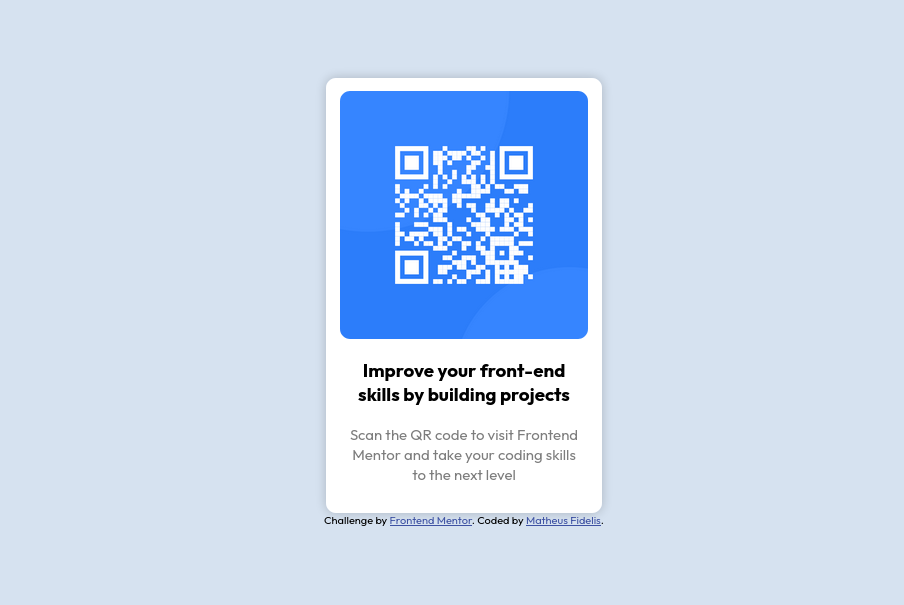 Improve your front-end
skills by building projects
Scan the QR code to visit Frontend
Mentor and take your coding skills
to the next level
Challenge by Frontend Mentor. Coded by Matheus Fidelis.